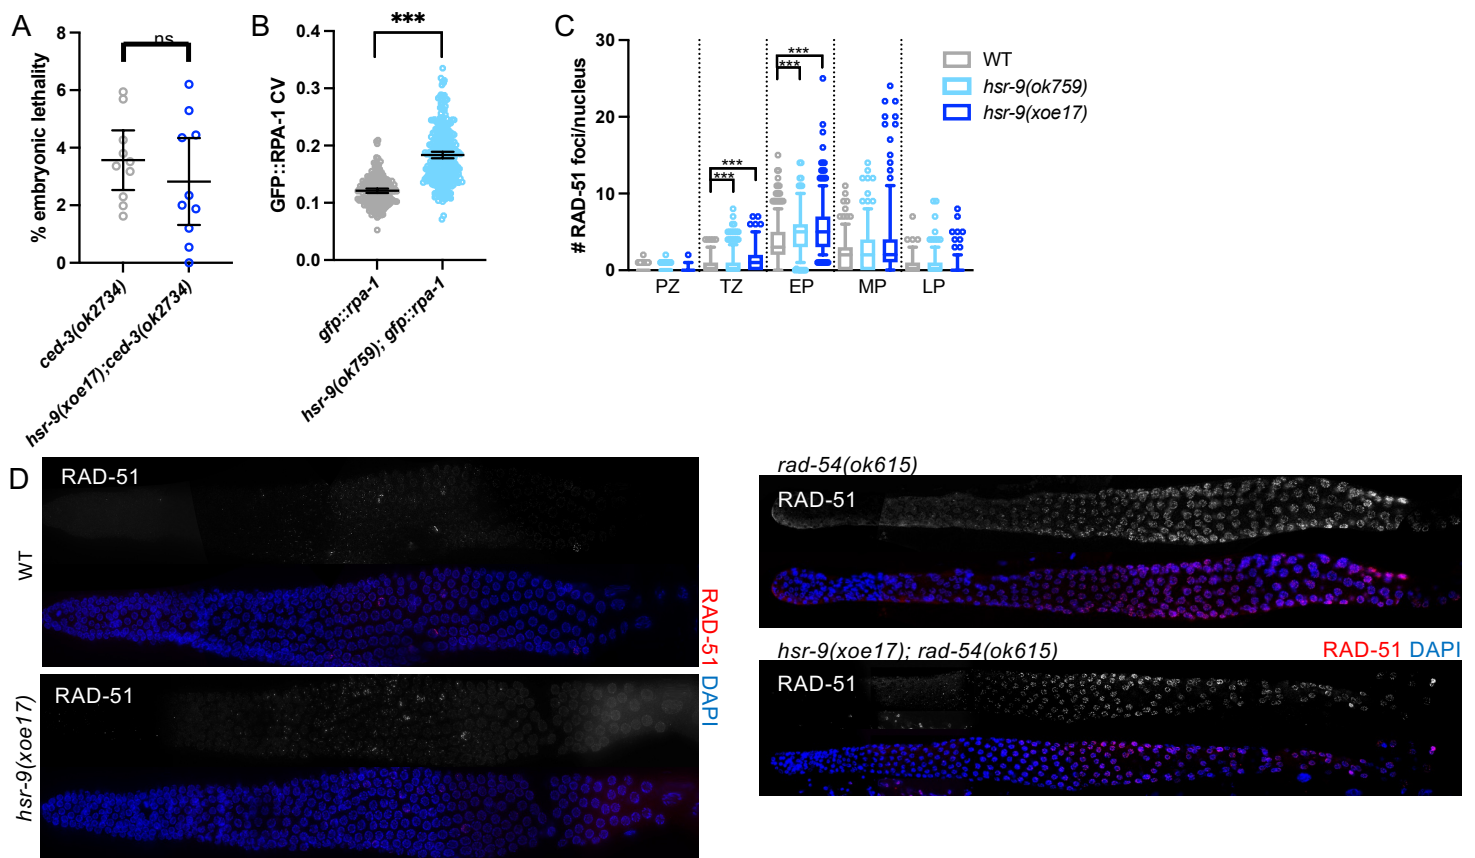 A
% embryonic lethality
8
6
4
2
0
ns
ced-3(ok2734)
hsr-9(xoe17);ced-3(ok2734)
B
GFP::RPA-1 CV
0.4
0.3
0.2
0.1
0.0
***
gfp::rpa-1
hsr-9(ok759); gfp::rpa-1
C
# RAD-51 foci/nucleus
30
20
10
0
***
***
***
***
PZ TZ EP MP LP
WT
hsr-9(ok759)
hsr-9(xoe17)
D
WT
RAD-51
hsr-9(xoe17)
RAD-51
RAD-51 DAPI
rad-54(ok615)
RAD-51
hsr-9(xoe17); rad-54(ok615)
RAD-51 DAPI
RAD-51